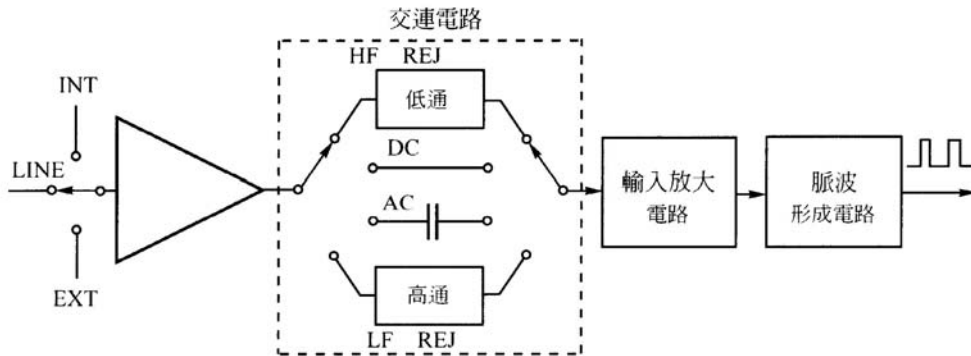 交連電路
HF REJ
低通
INT
DC
LINE
AC
EXT
高通
LF REJ
輸入放大
電路
脈波
形成電路